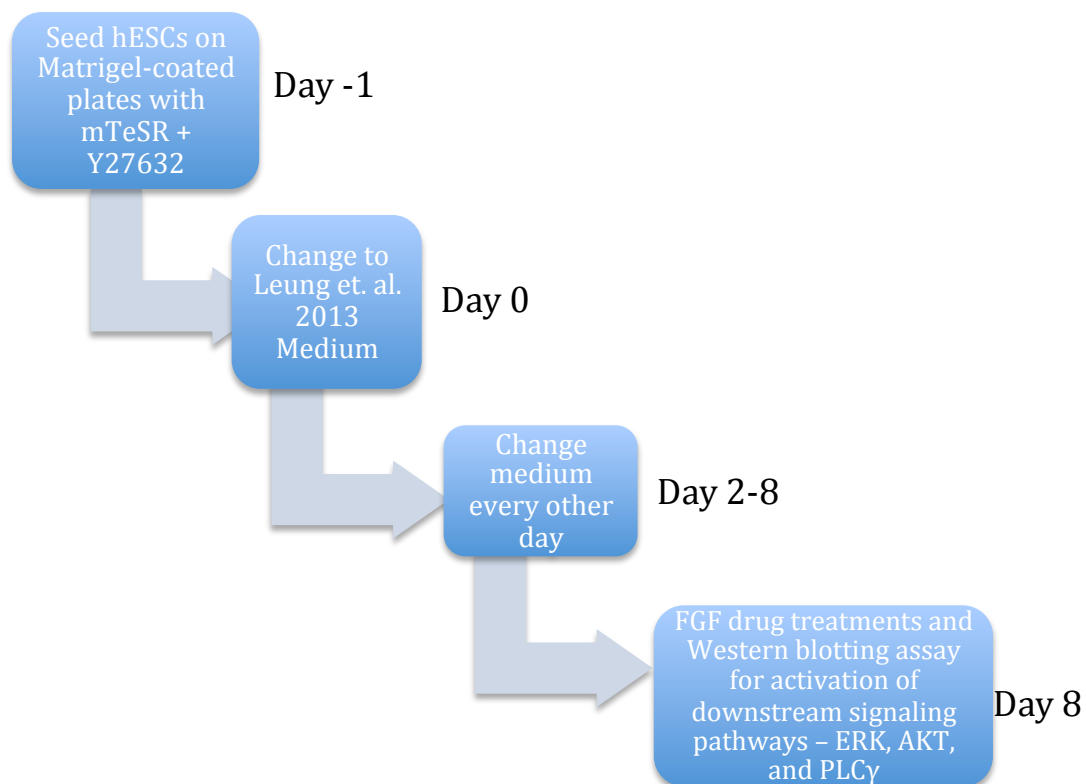 Seed hESCs on
Matrigel-coated
plates with
mTeSR +
Y27632
Day -1
Change to
Leung et. al.
2013
Medium
Day 0
Change
medium
every other
day
Day 2-8
FGF drug treatments and
Western blotting assay
for activation of
downstream signaling
pathways – ERK, AKT,
and PLCγ
Day 8